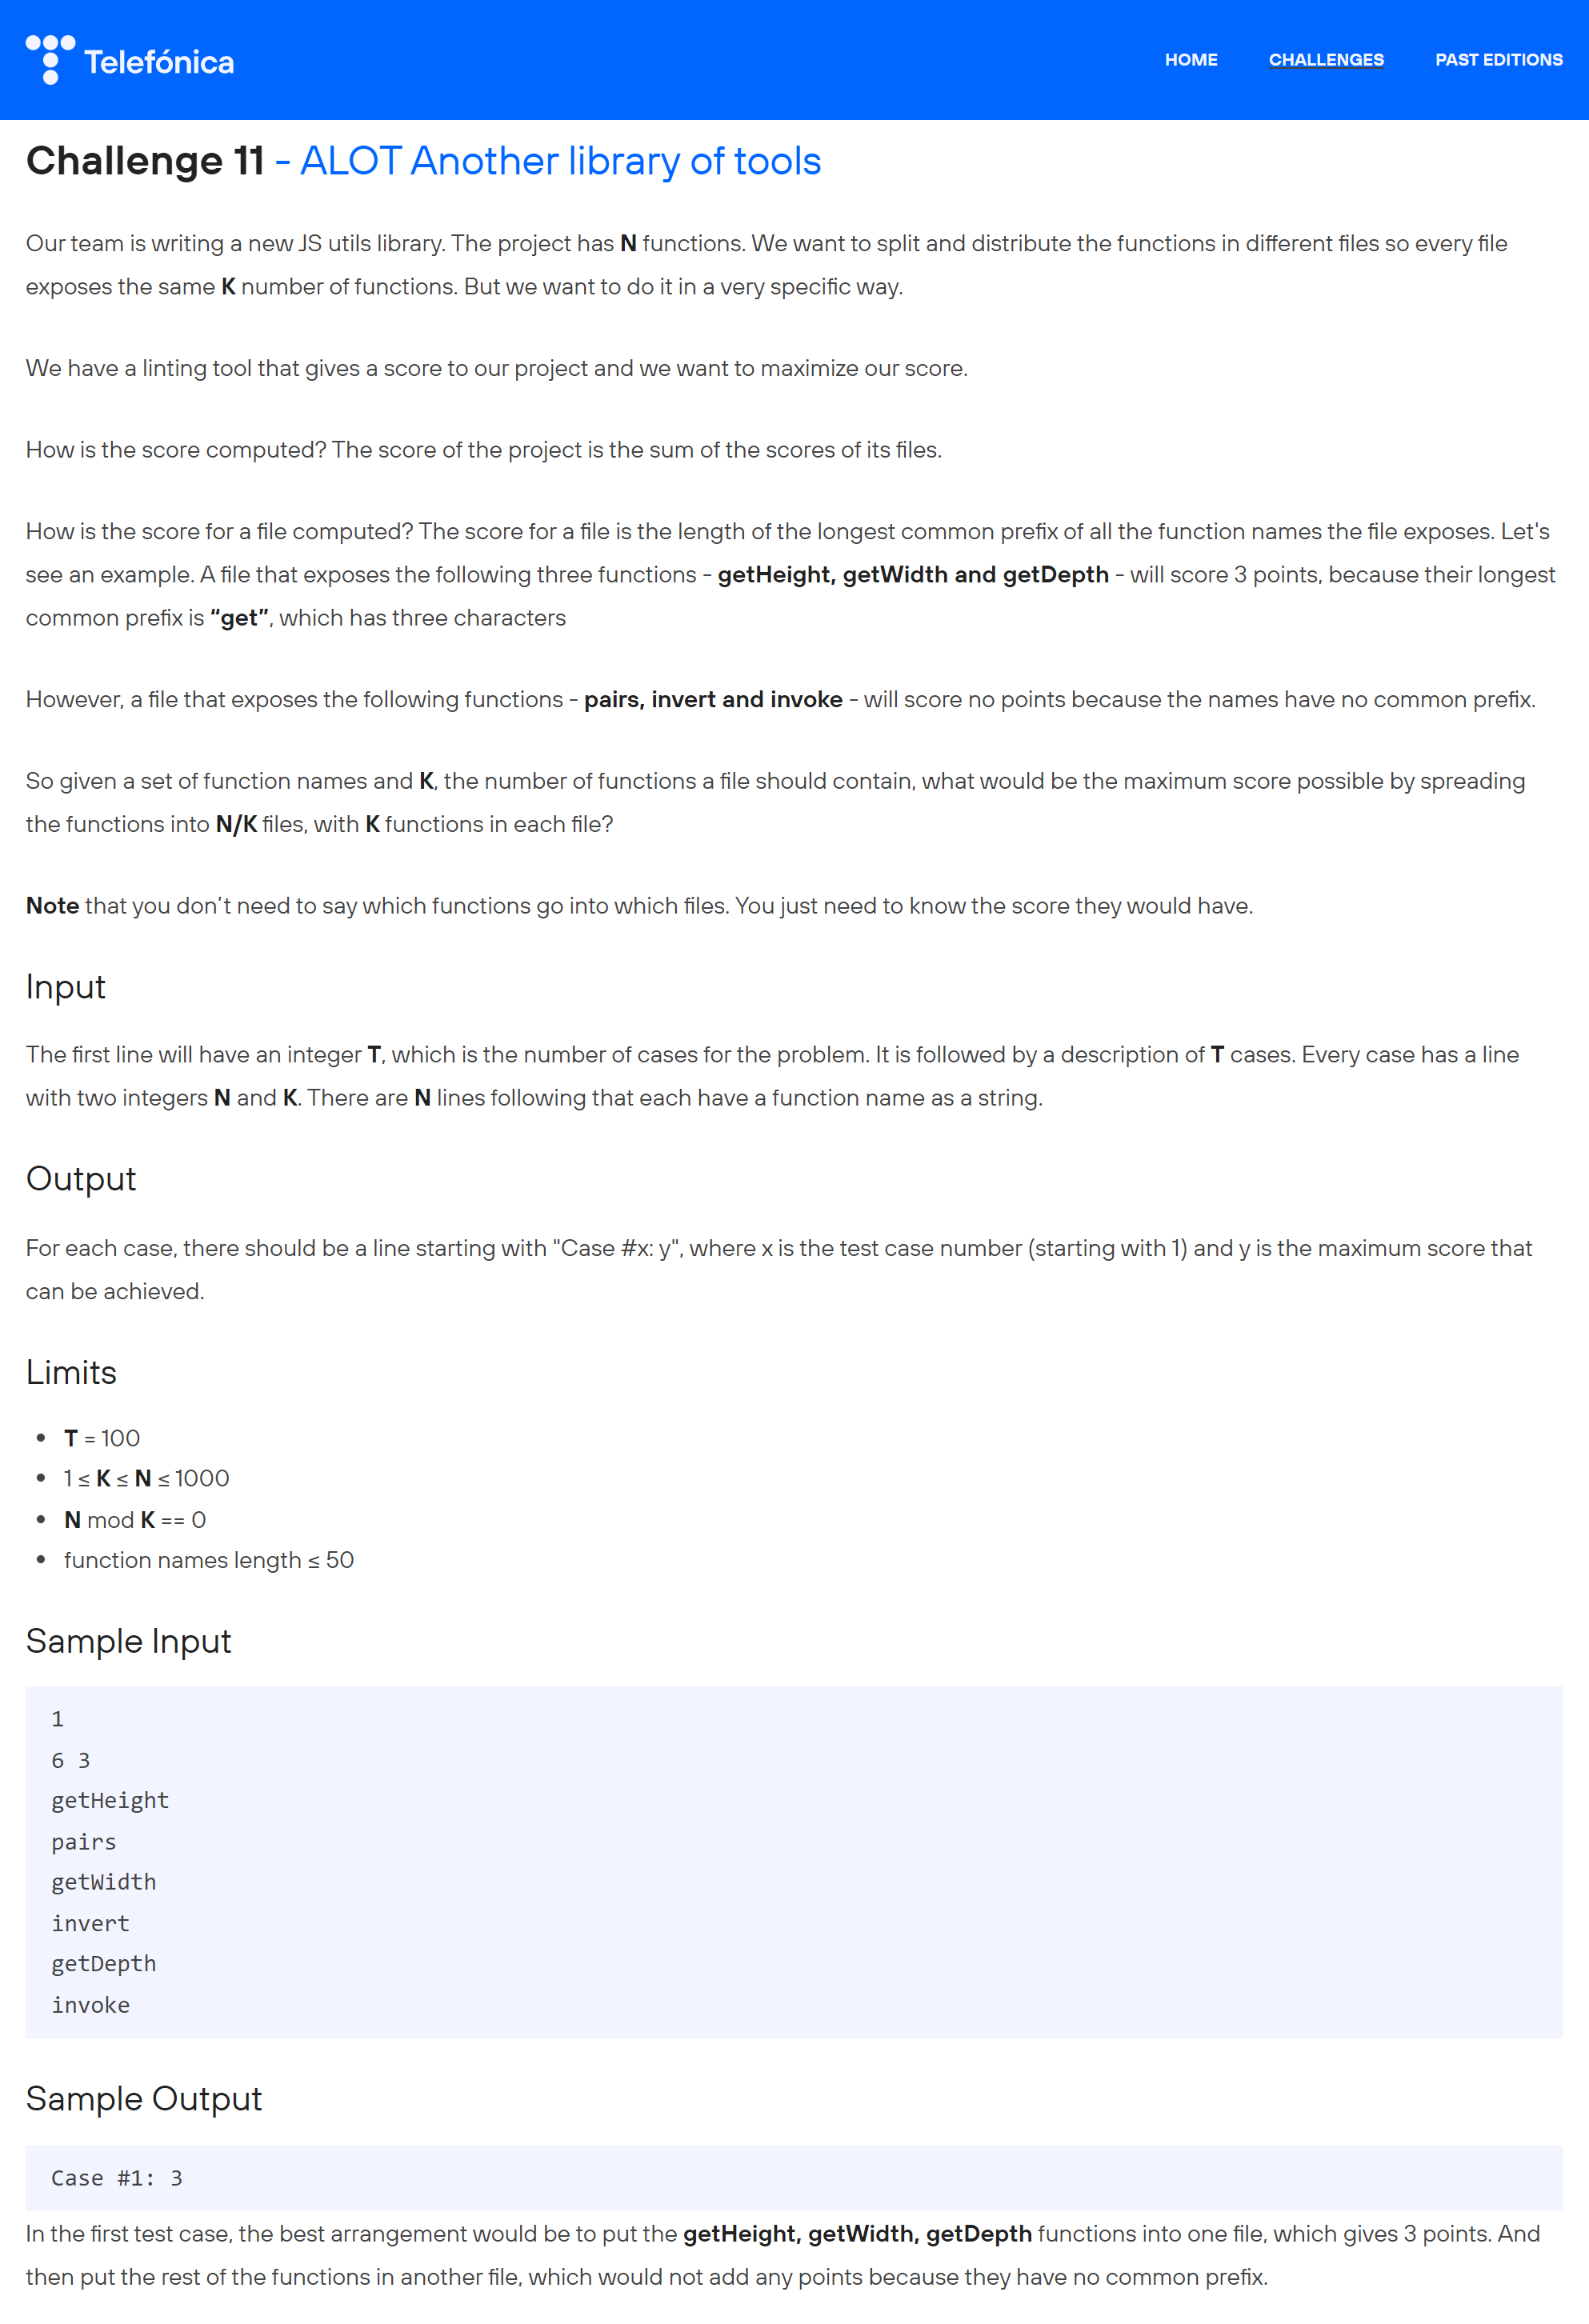 Telefónica
HOME CHALLENGES PAST EDITIONS
Challenge 11 - ALOT Another library of tools
Our team is writing a new JS utils library. The project has N functions. We want to split and distribute the functions in different files so every file
exposes the same K number of functions. But we want to do it in a very specific way.
We have a linting tool that gives a score to our project and we want to maximize our score.
How is the score computed? The score of the project is the sum of the scores of its files.
How is the score for a file computed? The score for a file is the length of the longest common prefix of all the function names the file exposes. Let's
see an example. A file that exposes the following three functions - getHeight, getWidth and getDepth - will score 3 points, because their longest
common prefix is “get”, which has three characters
However, a file that exposes the following functions - pairs, invert and invoke - will score no points because the names have no common prefix.
So given a set of function names and K, the number of functions a file should contain, what would be the maximum score possible by spreading
the functions into N/K files, with K functions in each file?
Note that you don’t need to say which functions go into which files. You just need to know the score they would have.
Input
The first line will have an integer T, which is the number of cases for the problem. It is followed by a description of T cases. Every case has a line
with two integers N and K. There are N lines following that each have a function name as a string.
Output
For each case, there should be a line starting with "Case #x: y", where x is the test case number (starting with 1) and y is the maximum score that
can be achieved.
Limits
• T = 100
• 1 ≤ K ≤ N ≤ 1000
• N mod K == 0
• function names length ≤ 50
Sample Input
1
6 3
getHeight
pairs
getWidth
invert
getDepth
invoke
Sample Output
Case #1: 3
In the first test case, the best arrangement would be to put the getHeight, getWidth, getDepth functions into one file, which gives 3 points. And
then put the rest of the functions in another file, which would not add any points because they have no common prefix.